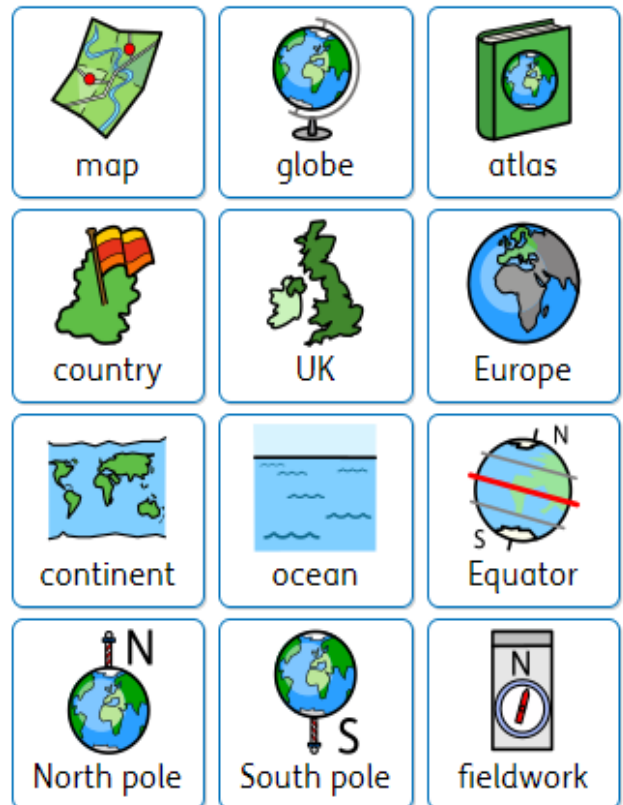 map globe atlas
country UK Europe
N
S
continent ocean Equator
N
S
N
North pole South pole fieldwork